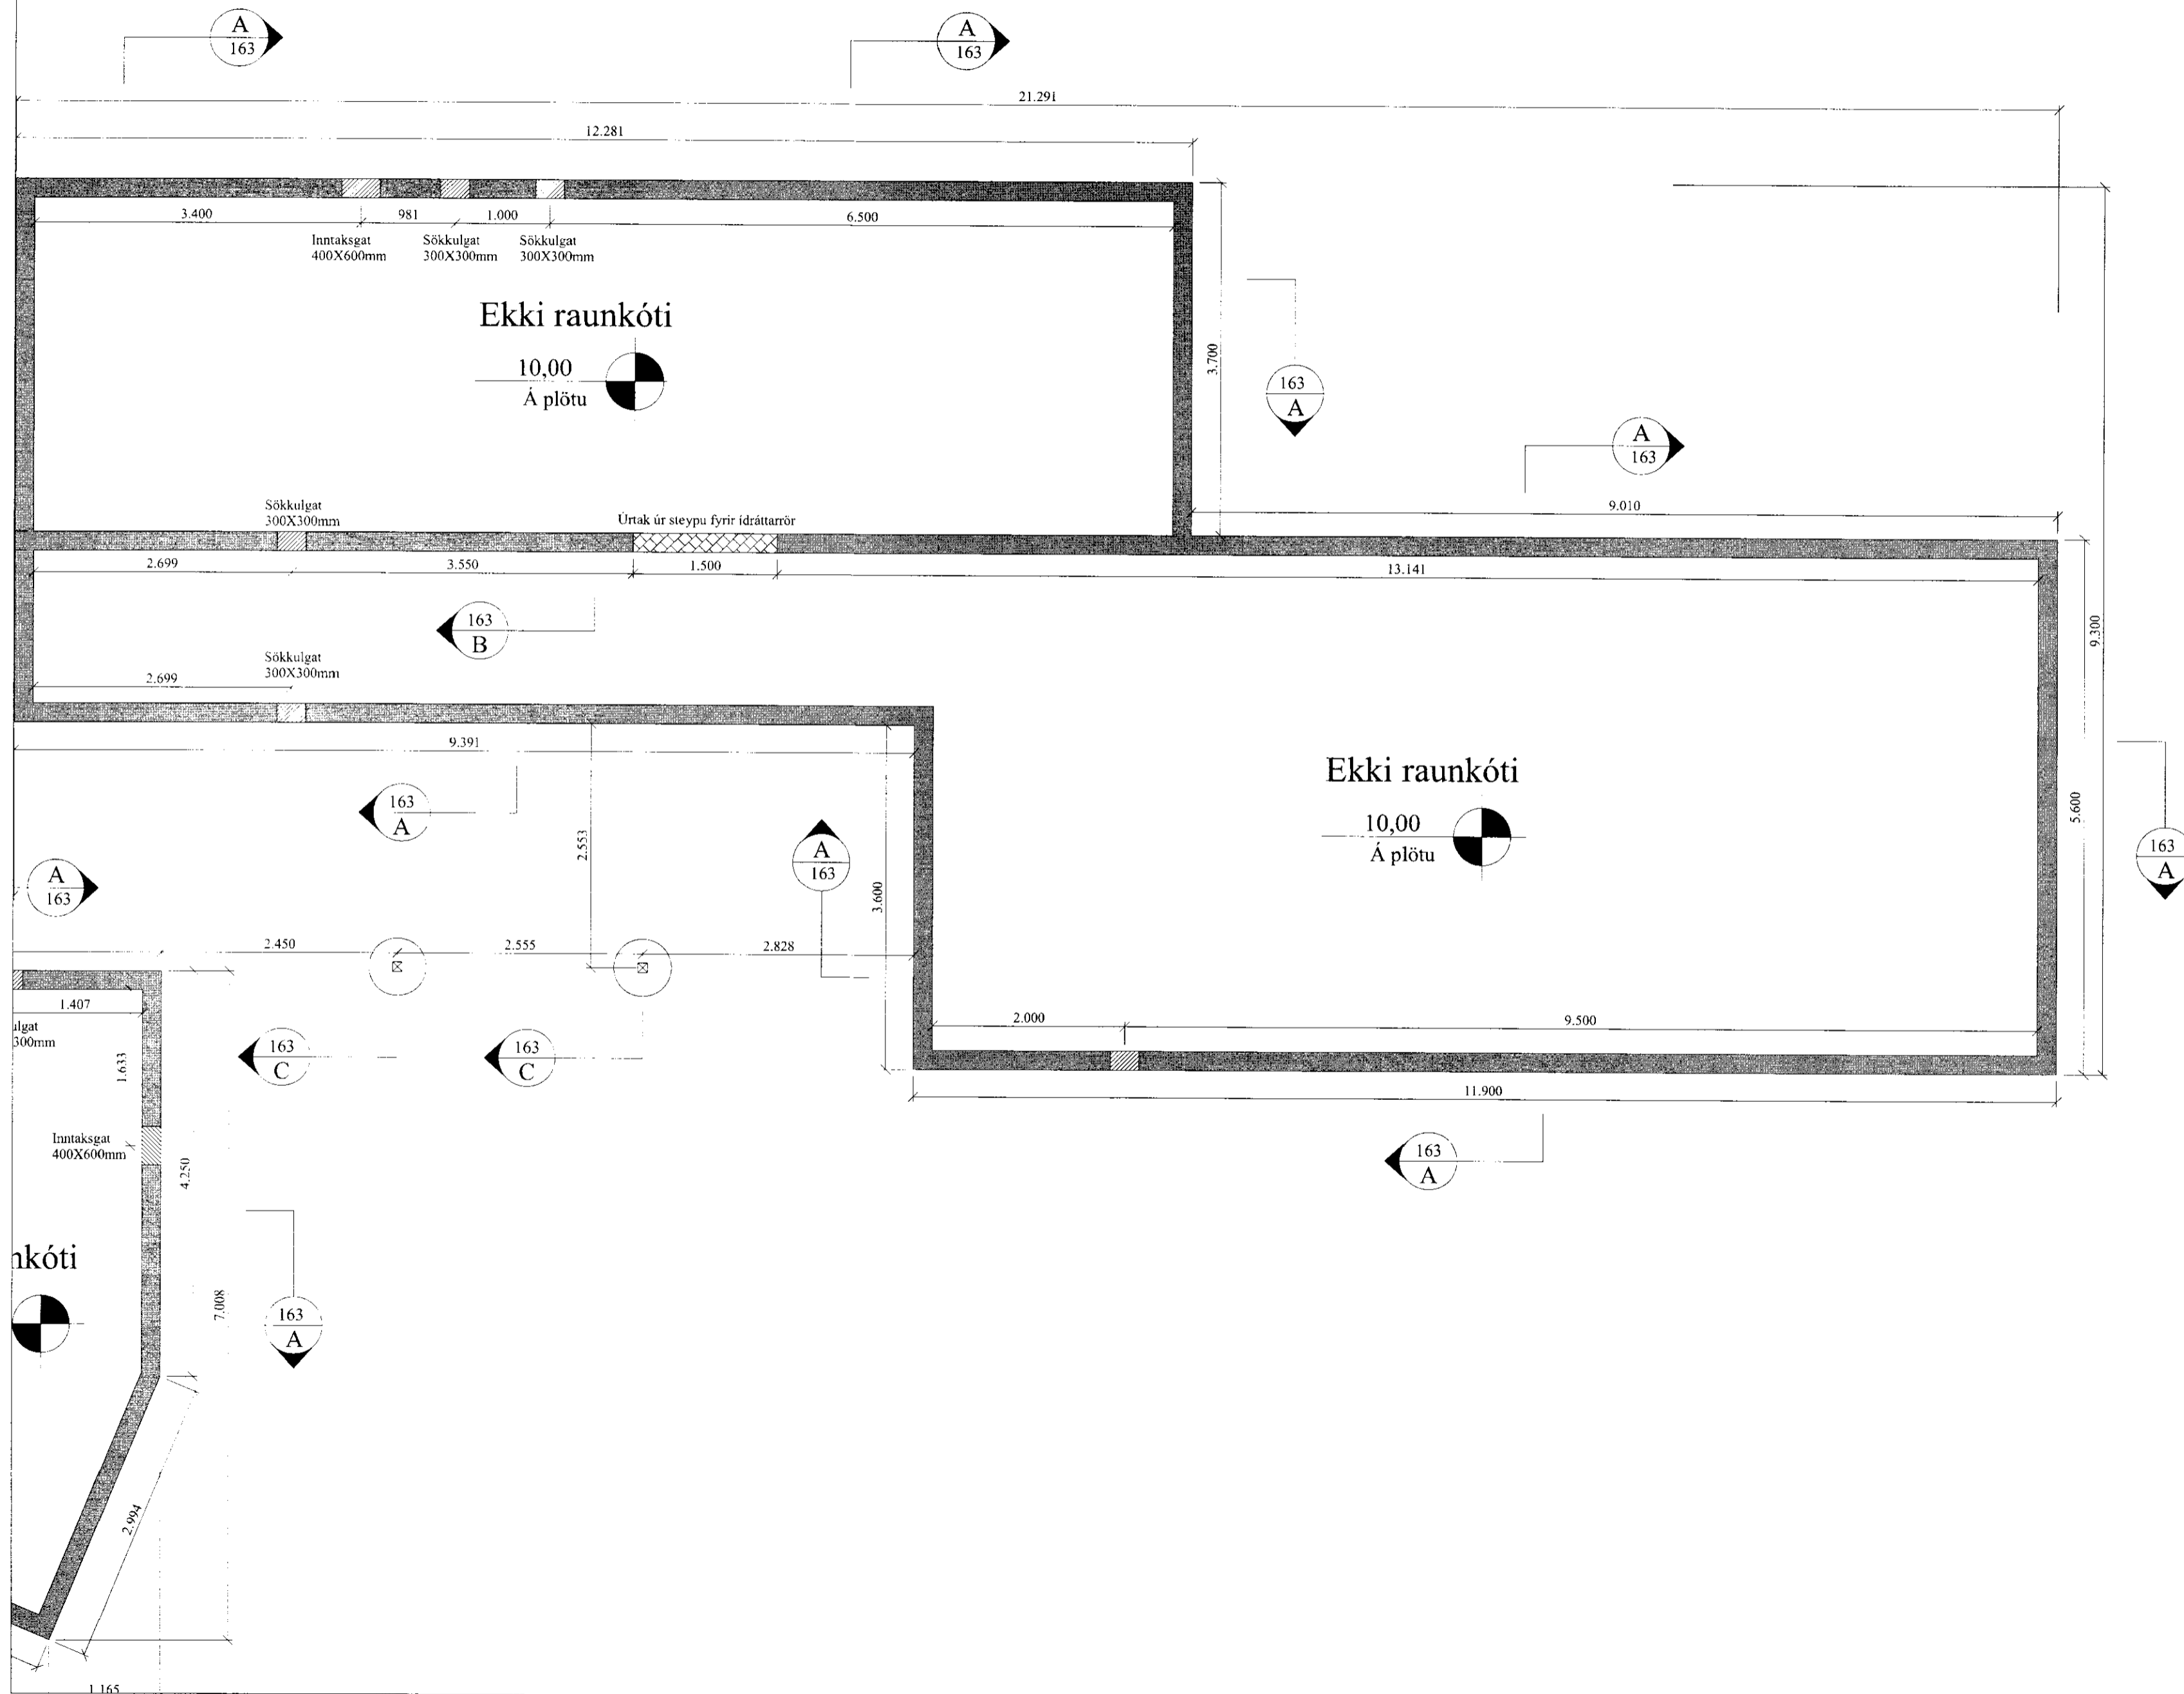 A
163
A
163
21.291
12.281
3.400
981
1.000
6.500
Inntaksgat
400X600mm
Sökkulgat
300X300mm
Sökkulgat
300X300mm
Ekki raunkóti
10,00
Á plötu
3.700
163
A
A
163
9.010
Sökkulgat
300X300mm
Úrtak úr steypu fyrir ídráttarrör
2.699
3.550
1.500
13.141
163
B
9.300
Sökkulgat
300X300mm
2.699
9.391
Ekki raunkóti
10,00
Á plötu
5.600
163
A
163
A
2.553
A
163
3.600
A
163
2.450
2.555
2.828
1.407
ulgat
300mm
1.633
163
C
163
C
2.000
9.500
11.900
Inntaksgat
400X600mm
4.250
163
A
nkóti
7.008
163
A
2.994
1.165